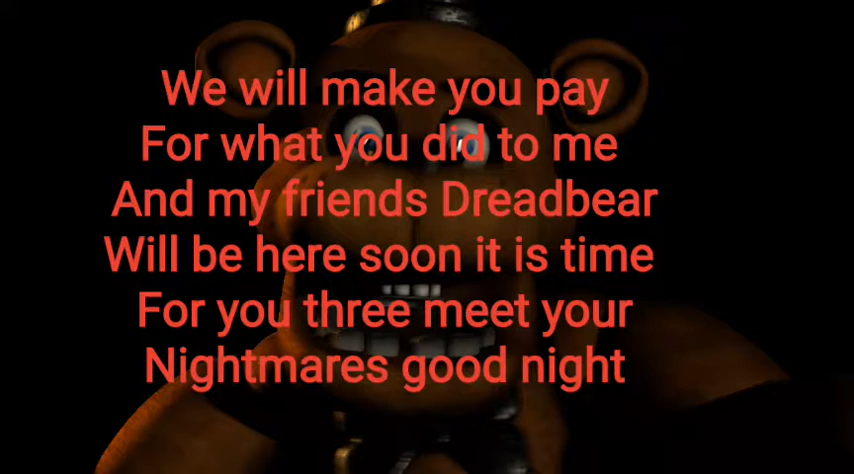 We will make you pay
For what you did to me
And my friends Dreadbear
Will be here soon it is time
For you three meet your
Nightmares good night